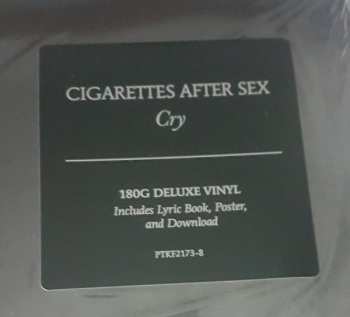 CIGARETTES AFTER SEX
Cry
180G DELUXE VINYL
Includes Lyric Book, Poster,
and Download
PTKF2173-8